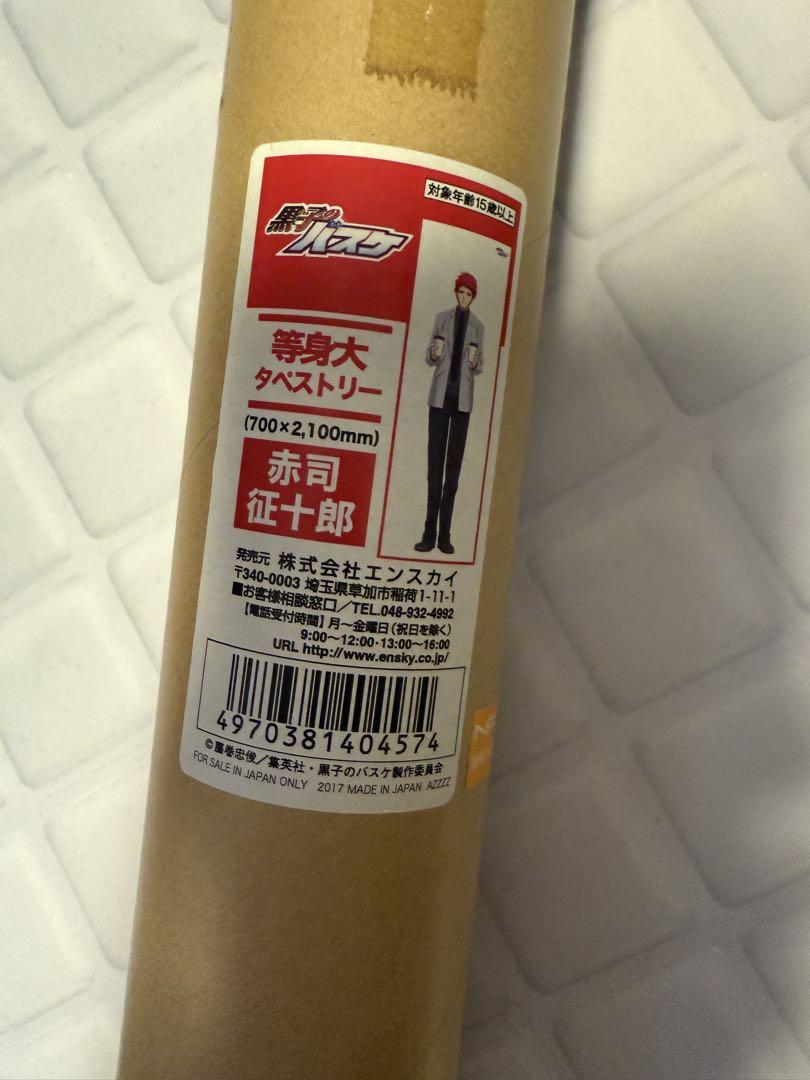 対象年齢15歳以上
黒子の
バスケ
等身大
タペストリー
(700×2,100mm)
赤司
征十郎
発売元 株式会社エンスカイ
〒340-0003 埼玉県草加市稲荷1-11-1
■お客様相談窓口/TEL.048-932-4992
【電話受付時間】月〜金曜日(祝日を除く)
9:00〜12:00・13:00〜16:00
URL http://www.ensky.co.jp/
4970381404574
©藤巻忠俊/集英社・黒子のバスケ製作委員会
FOR SALE IN JAPAN ONLY 2017 MADE IN JAPAN AZZZZ